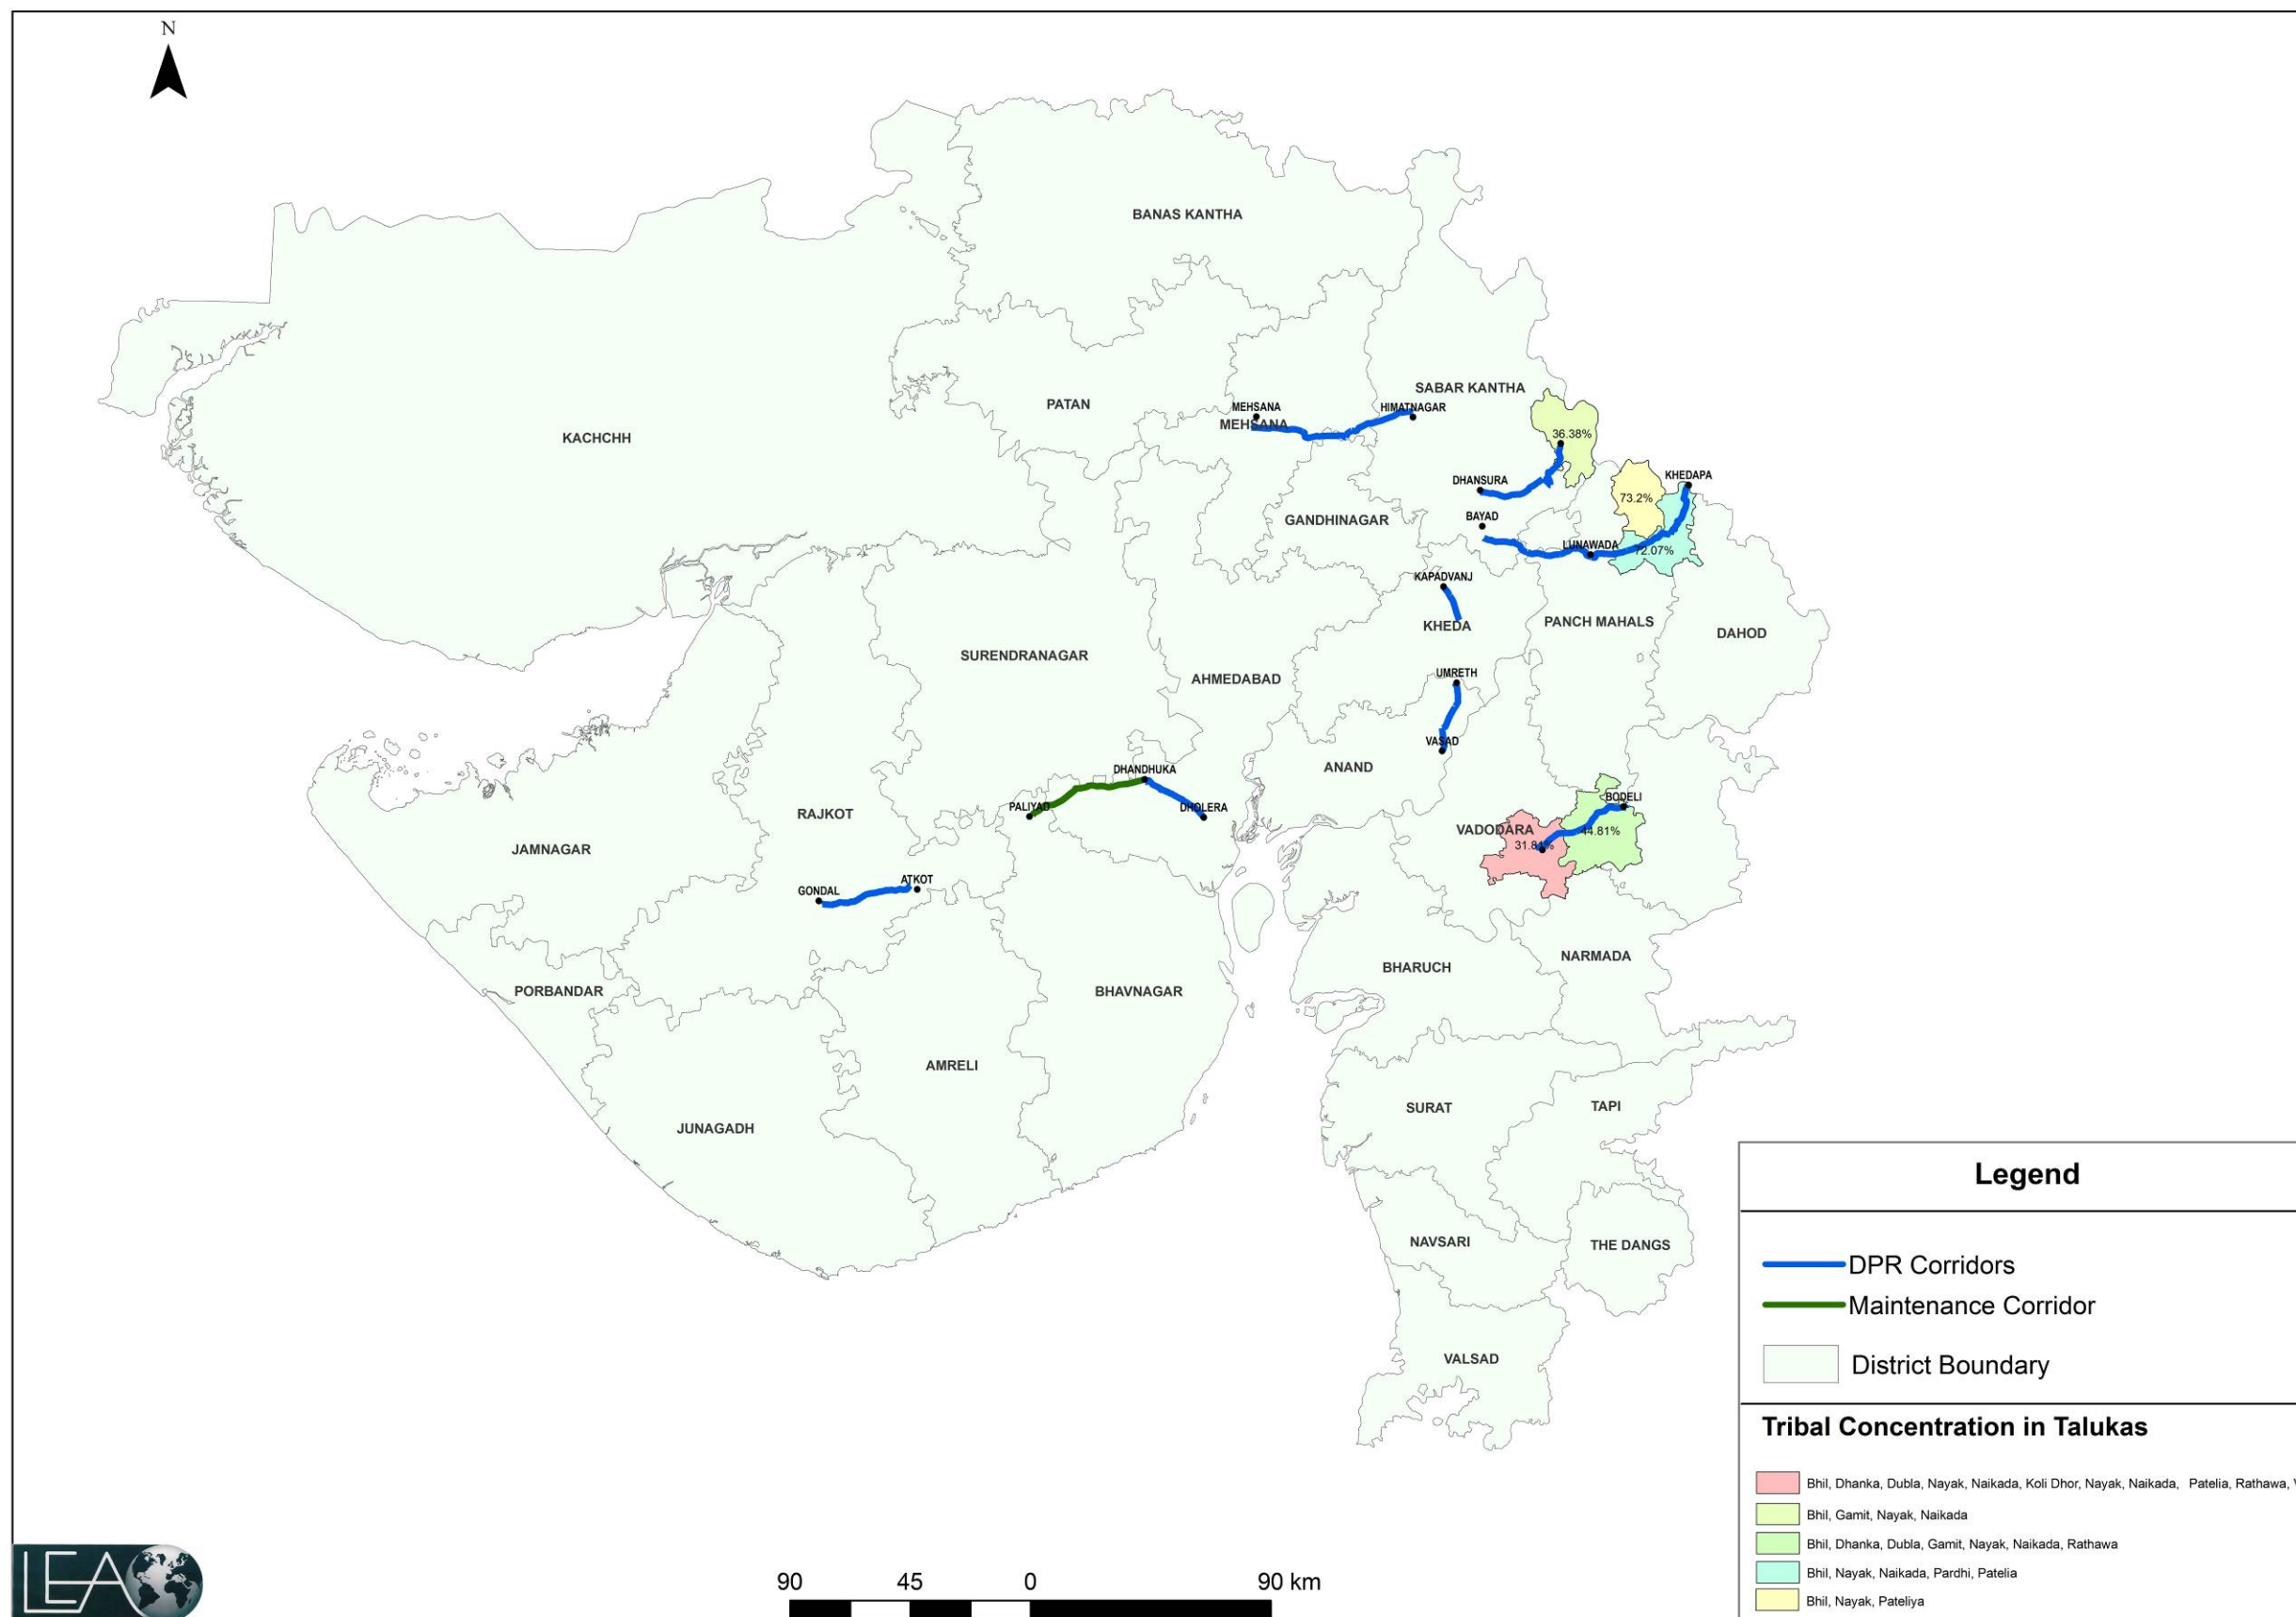 N
BANAS KANTHA
KACHCHH
PATAN
MEHSANA
MEHSANA
HIMATNAGAR
SABAR KANTHA
36.38%
DHANSURA
KHEDAPA
73.2%
GANDHINAGAR
BAYAD
LUNAWADA
72.07%
KAPADVANJ
KHEDA
PANCH MAHALS
DAHOD
SURENDRANAGAR
AHMEDABAD
UMRETH
VASAD
ANAND
DHANDHUKA
PALIYAD
DHOLERA
BODELI
RAJKOT
VADODARA
44.81%
JAMNAGAR
GONDAL
ATKOT
PORBANDAR
BHAVNAGAR
BHARUCH
NARMADA
AMRELI
JUNAGADH
SURAT
TAPI
NAVSARI
THE DANGS
VALSAD
Legend
DPR Corridors
Maintenance Corridor
District Boundary
Tribal Concentration in Talukas
Bhil, Dhanka, Dubla, Nayak, Naikada, Koli Dhor, Nayak, Naikada, Patelia, Rathawa,
Bhil, Gamit, Nayak, Naikada
Bhil, Dhanka, Dubla, Gamit, Nayak, Naikada, Rathawa
Bhil, Nayak, Naikada, Pardhi, Patelia
Bhil, Nayak, Pateliya
LEA
90 45 0 90 km